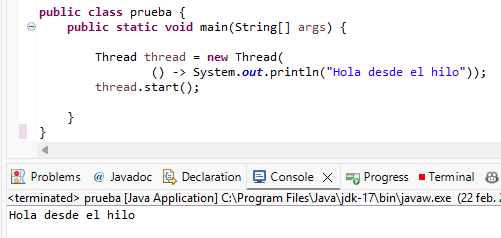 public class prueba {
public static void main(String[] args) {
Thread thread = new Thread(
() -> System.out.println("Hola desde el hilo"));
thread.start();
}
}
Problems @ Javadoc Declaration Console Progress Terminal
<terminated> prueba [Java Application] C:\Program Files\Java\jdk-17\bin\javaw.exe (22 feb. 2
Hola desde el hilo